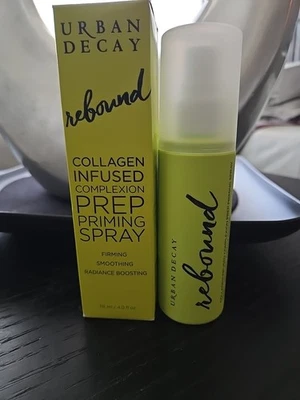 URBAN
DECAY
rebound
COLLAGEN
INFUSED
COMPLEXION
PREP
PRIMING
SPRAY
FIRMING
SMOOTHING
RADIANCE BOOSTING
URBAN DECAY
rebound